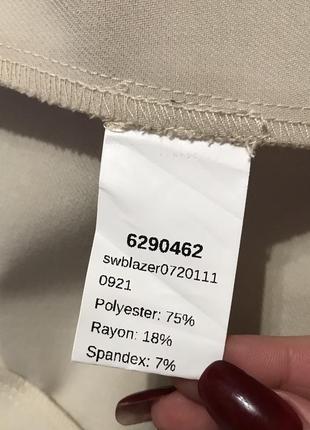 6290462
swblazer0720111
0921
Polyester: 75%
Rayon: 18%
Spandex: 7%